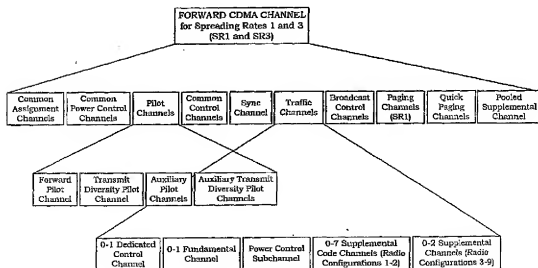 FORWARD CDMA CHANNEL
for Spreading Rates 1 and 3
(SR1 and SR3)
Common
Assignment
Channels
Common
Power Control
Channels
Pilot
Channels
Common
Control
Channels
Sync
Channel
Traffic
Channels
Broadcast
Control
Channels
Paging
Channels
(SR1)
Quick
Paging
Channels
Pooled
Supplemental
Channel
Forward
Pilot
Channel
Transmit
Diversity Pilot
Channel
Auxiliary
Pilot
Channels
Auxiliary Transmit
Diversity Pilot
Channels
0-1 Dedicated
Control
Channel
0-1 Fundamental
Channel
Power Control
Subchannel
0-7 Supplemental
Code Channels (Radio
Configurations 1-2)
0-2 Supplemental
Channels (Radio
Configurations 3-9)